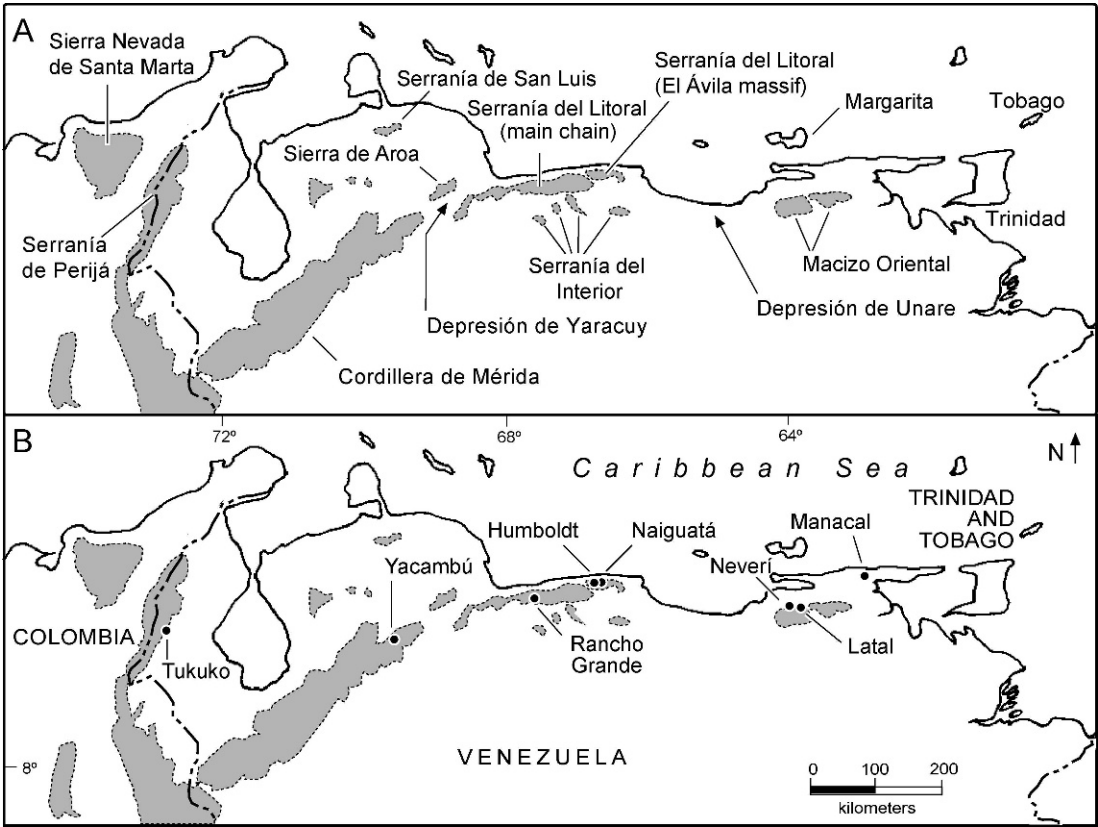 A
Sierra Nevada
de Santa Marta
Serranía de San Luis
Serranía del Litoral
(main chain)
Serranía del Litoral
(El Ávila massif)
Margarita
Tobago
Sierra de Aroa
Serranía
de Perijá
Trinidad
Serranía del
Interior
Macizo Oriental
Depresión de Yaracuy
Depresión de Unare
Cordillera de Mérida
72º
68º
64º
B
N
Caribbean Sea
TRINIDAD
AND
TOBAGO
Humboldt
Naiguatá
Manacal
Yacambú
Neverí
COLOMBIA
Tukuko
Rancho
Grande
Latal
VENEZUELA
8º
0 100 200
kilometers